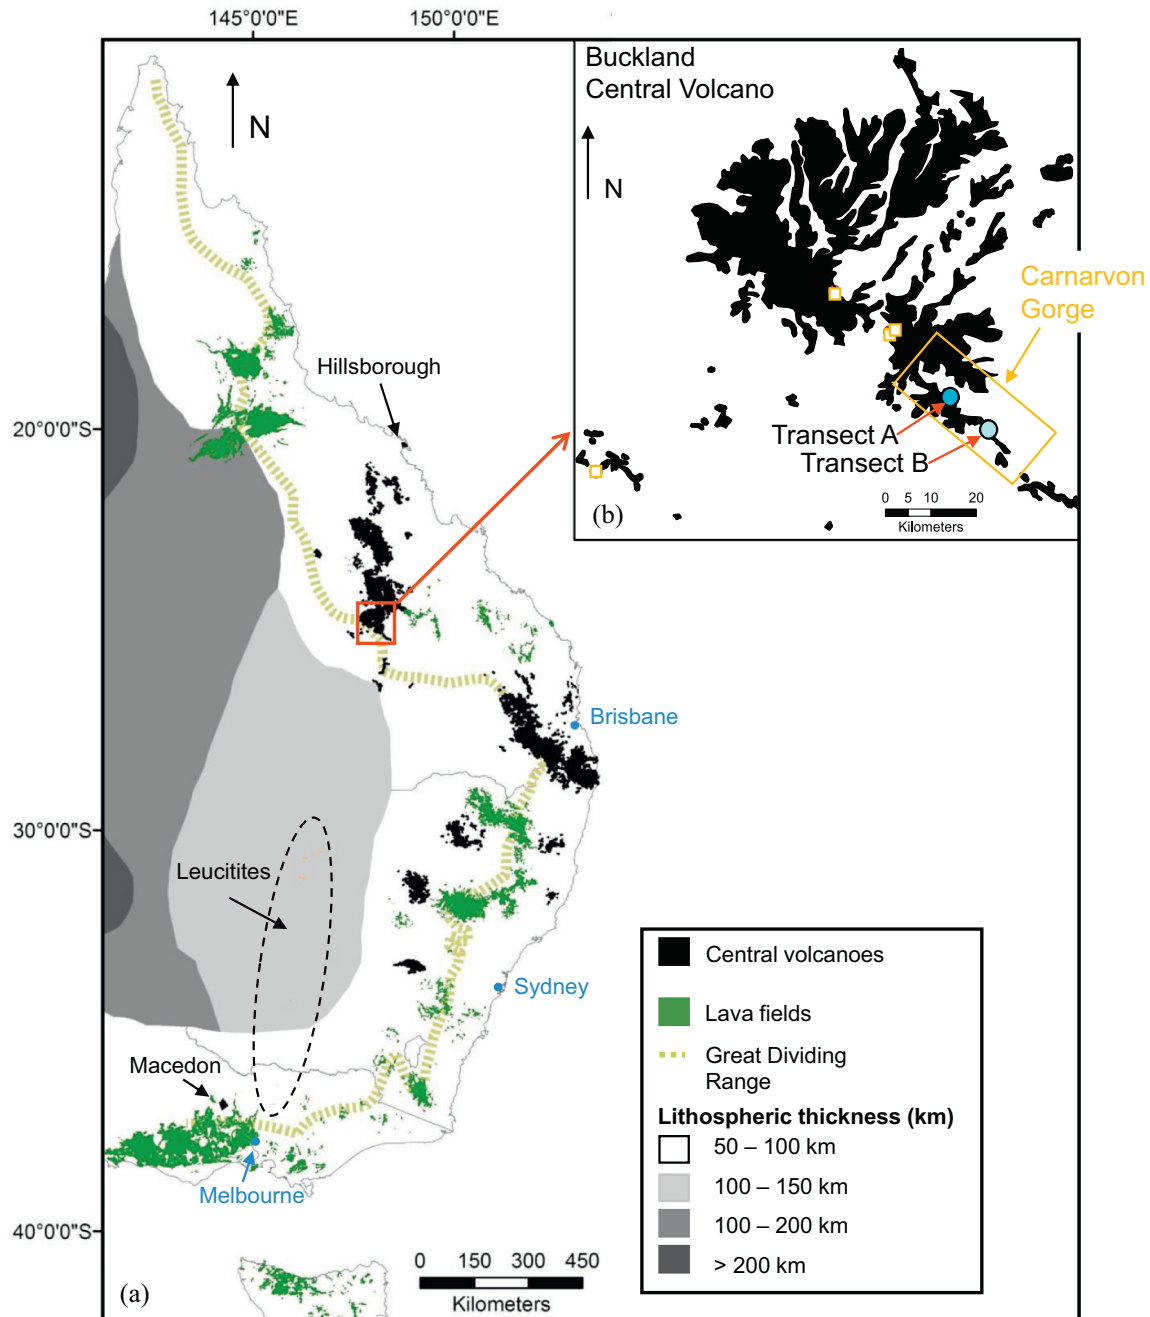 145°0'0"E 150°0'0"E
N
Buckland
Central Volcano
N
Carnarvon
Gorge
Transect A
Transect B
0 5 10 20
Kilometers
(b)
Hillsborough
20°0'0"S
Brisbane
30°0'0"S
Leucitites
Sydney
Macedon
Melbourne
40°0'0"S
Central volcanoes
Lava fields
Great Dividing
Range
Lithospheric thickness (km)
50 – 100 km
100 – 150 km
100 – 200 km
> 200 km
0 150 300 450
Kilometers
(a)